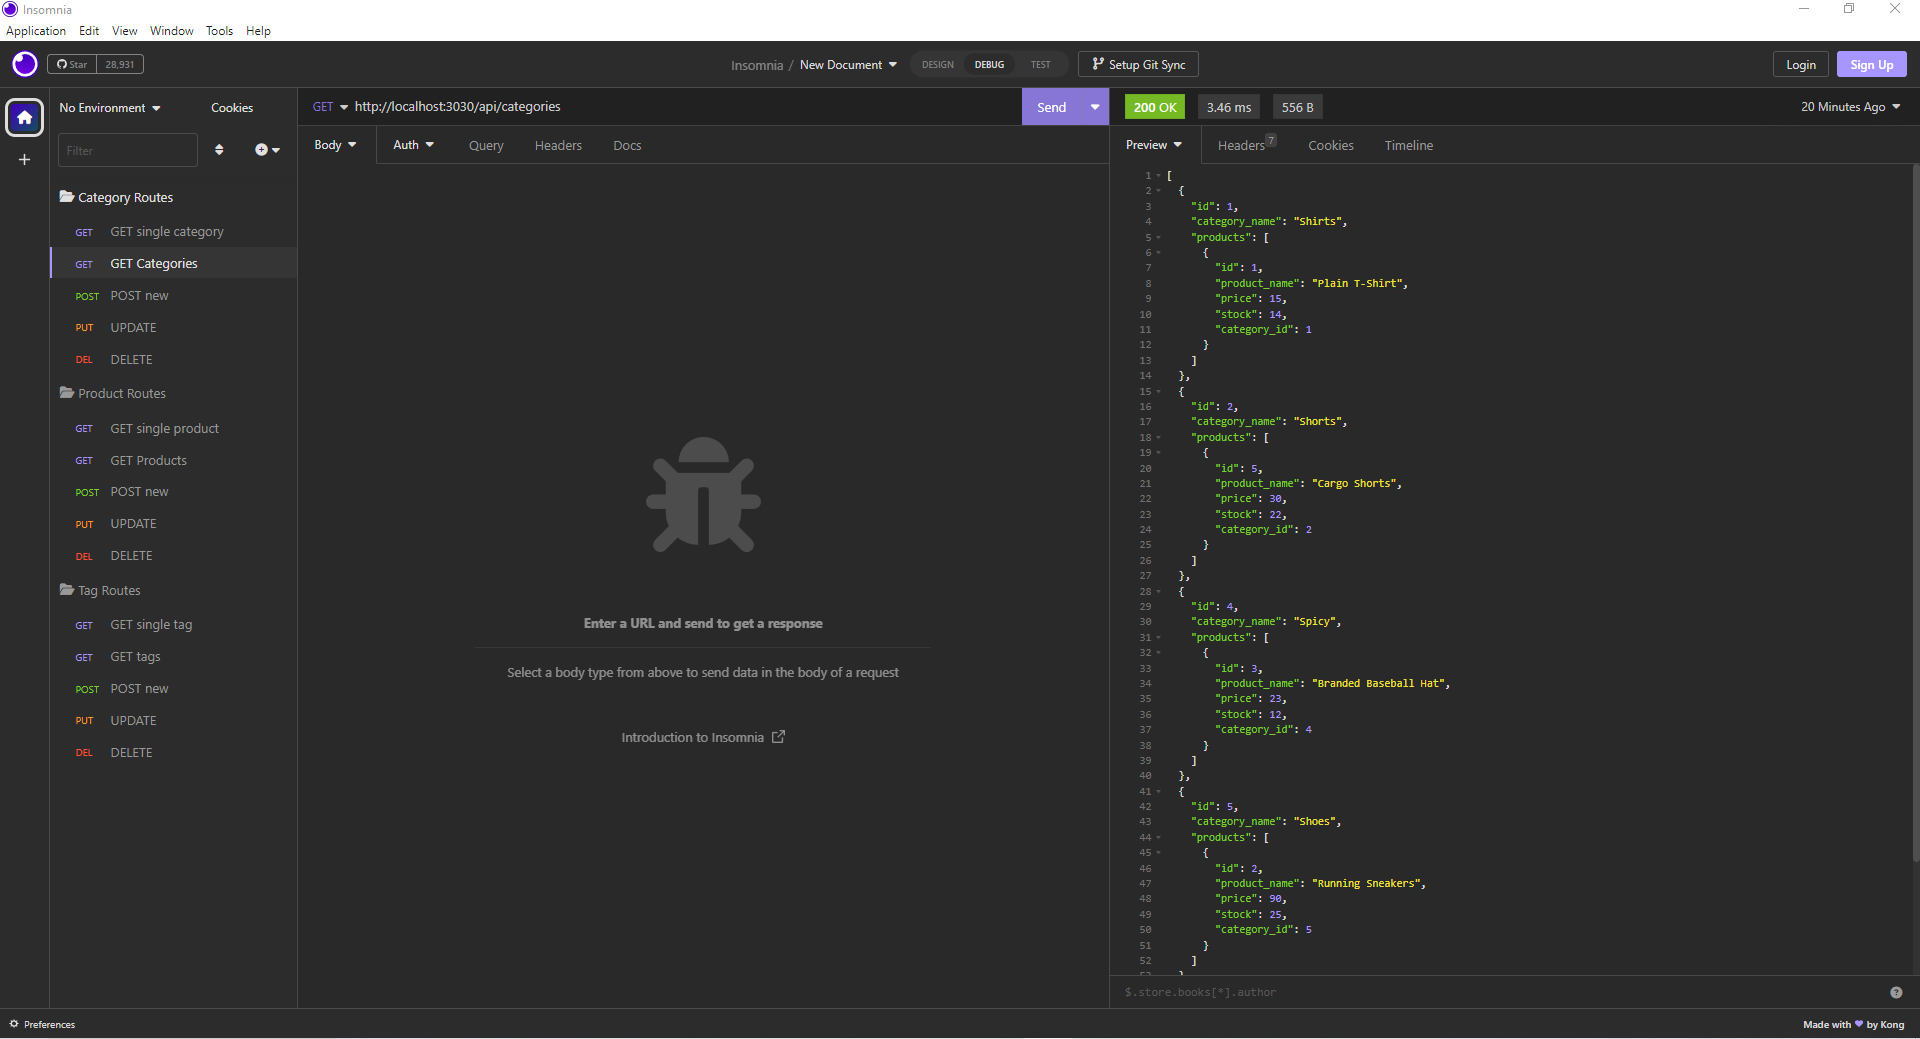 Insomnia
Application Edit View Window Tools Help
Star 28,931
Insomnia / New Document
DESIGN DEBUG TEST
Setup Git Sync
Login
Sign Up
No Environment
Cookies
Filter
Category Routes
GET GET single category
GET GET Categories
POST POST new
PUT UPDATE
DEL DELETE
Product Routes
GET GET single product
GET GET Products
POST POST new
PUT UPDATE
DEL DELETE
Tag Routes
GET GET single tag
GET GET tags
POST POST new
PUT UPDATE
DEL DELETE
GET http://localhost:3030/api/categories
Send
Body Auth Query Headers Docs
Enter a URL and send to get a response
Select a body type from above to send data in the body of a request
Introduction to Insomnia
200 OK 3.46 ms 556 B
20 Minutes Ago
Preview Headers 7 Cookies Timeline
1 [
2 {
3 "id": 1,
4 "category_name": "Shirts",
5 "products": [
6 {
7 "id": 1,
8 "product_name": "Plain T-Shirt",
9 "price": 15,
10 "stock": 14,
11 "category_id": 1
12 }
13 ]
14 },
15 {
16 "id": 2,
17 "category_name": "Shorts",
18 "products": [
19 {
20 "id": 5,
21 "product_name": "Cargo Shorts",
22 "price": 30,
23 "stock": 22,
24 "category_id": 2
25 }
26 ]
27 },
28 {
29 "id": 4,
30 "category_name": "Spicy",
31 "products": [
32 {
33 "id": 3,
34 "product_name": "Branded Baseball Hat",
35 "price": 23,
36 "stock": 12,
37 "category_id": 4
38 }
39 ]
40 },
41 {
42 "id": 5,
43 "category_name": "Shoes",
44 "products": [
45 {
46 "id": 2,
47 "product_name": "Running Sneakers",
48 "price": 90,
49 "stock": 25,
50 "category_id": 5
51 }
52 ]
$.store.books[*].author
Preferences
Made with by Kong